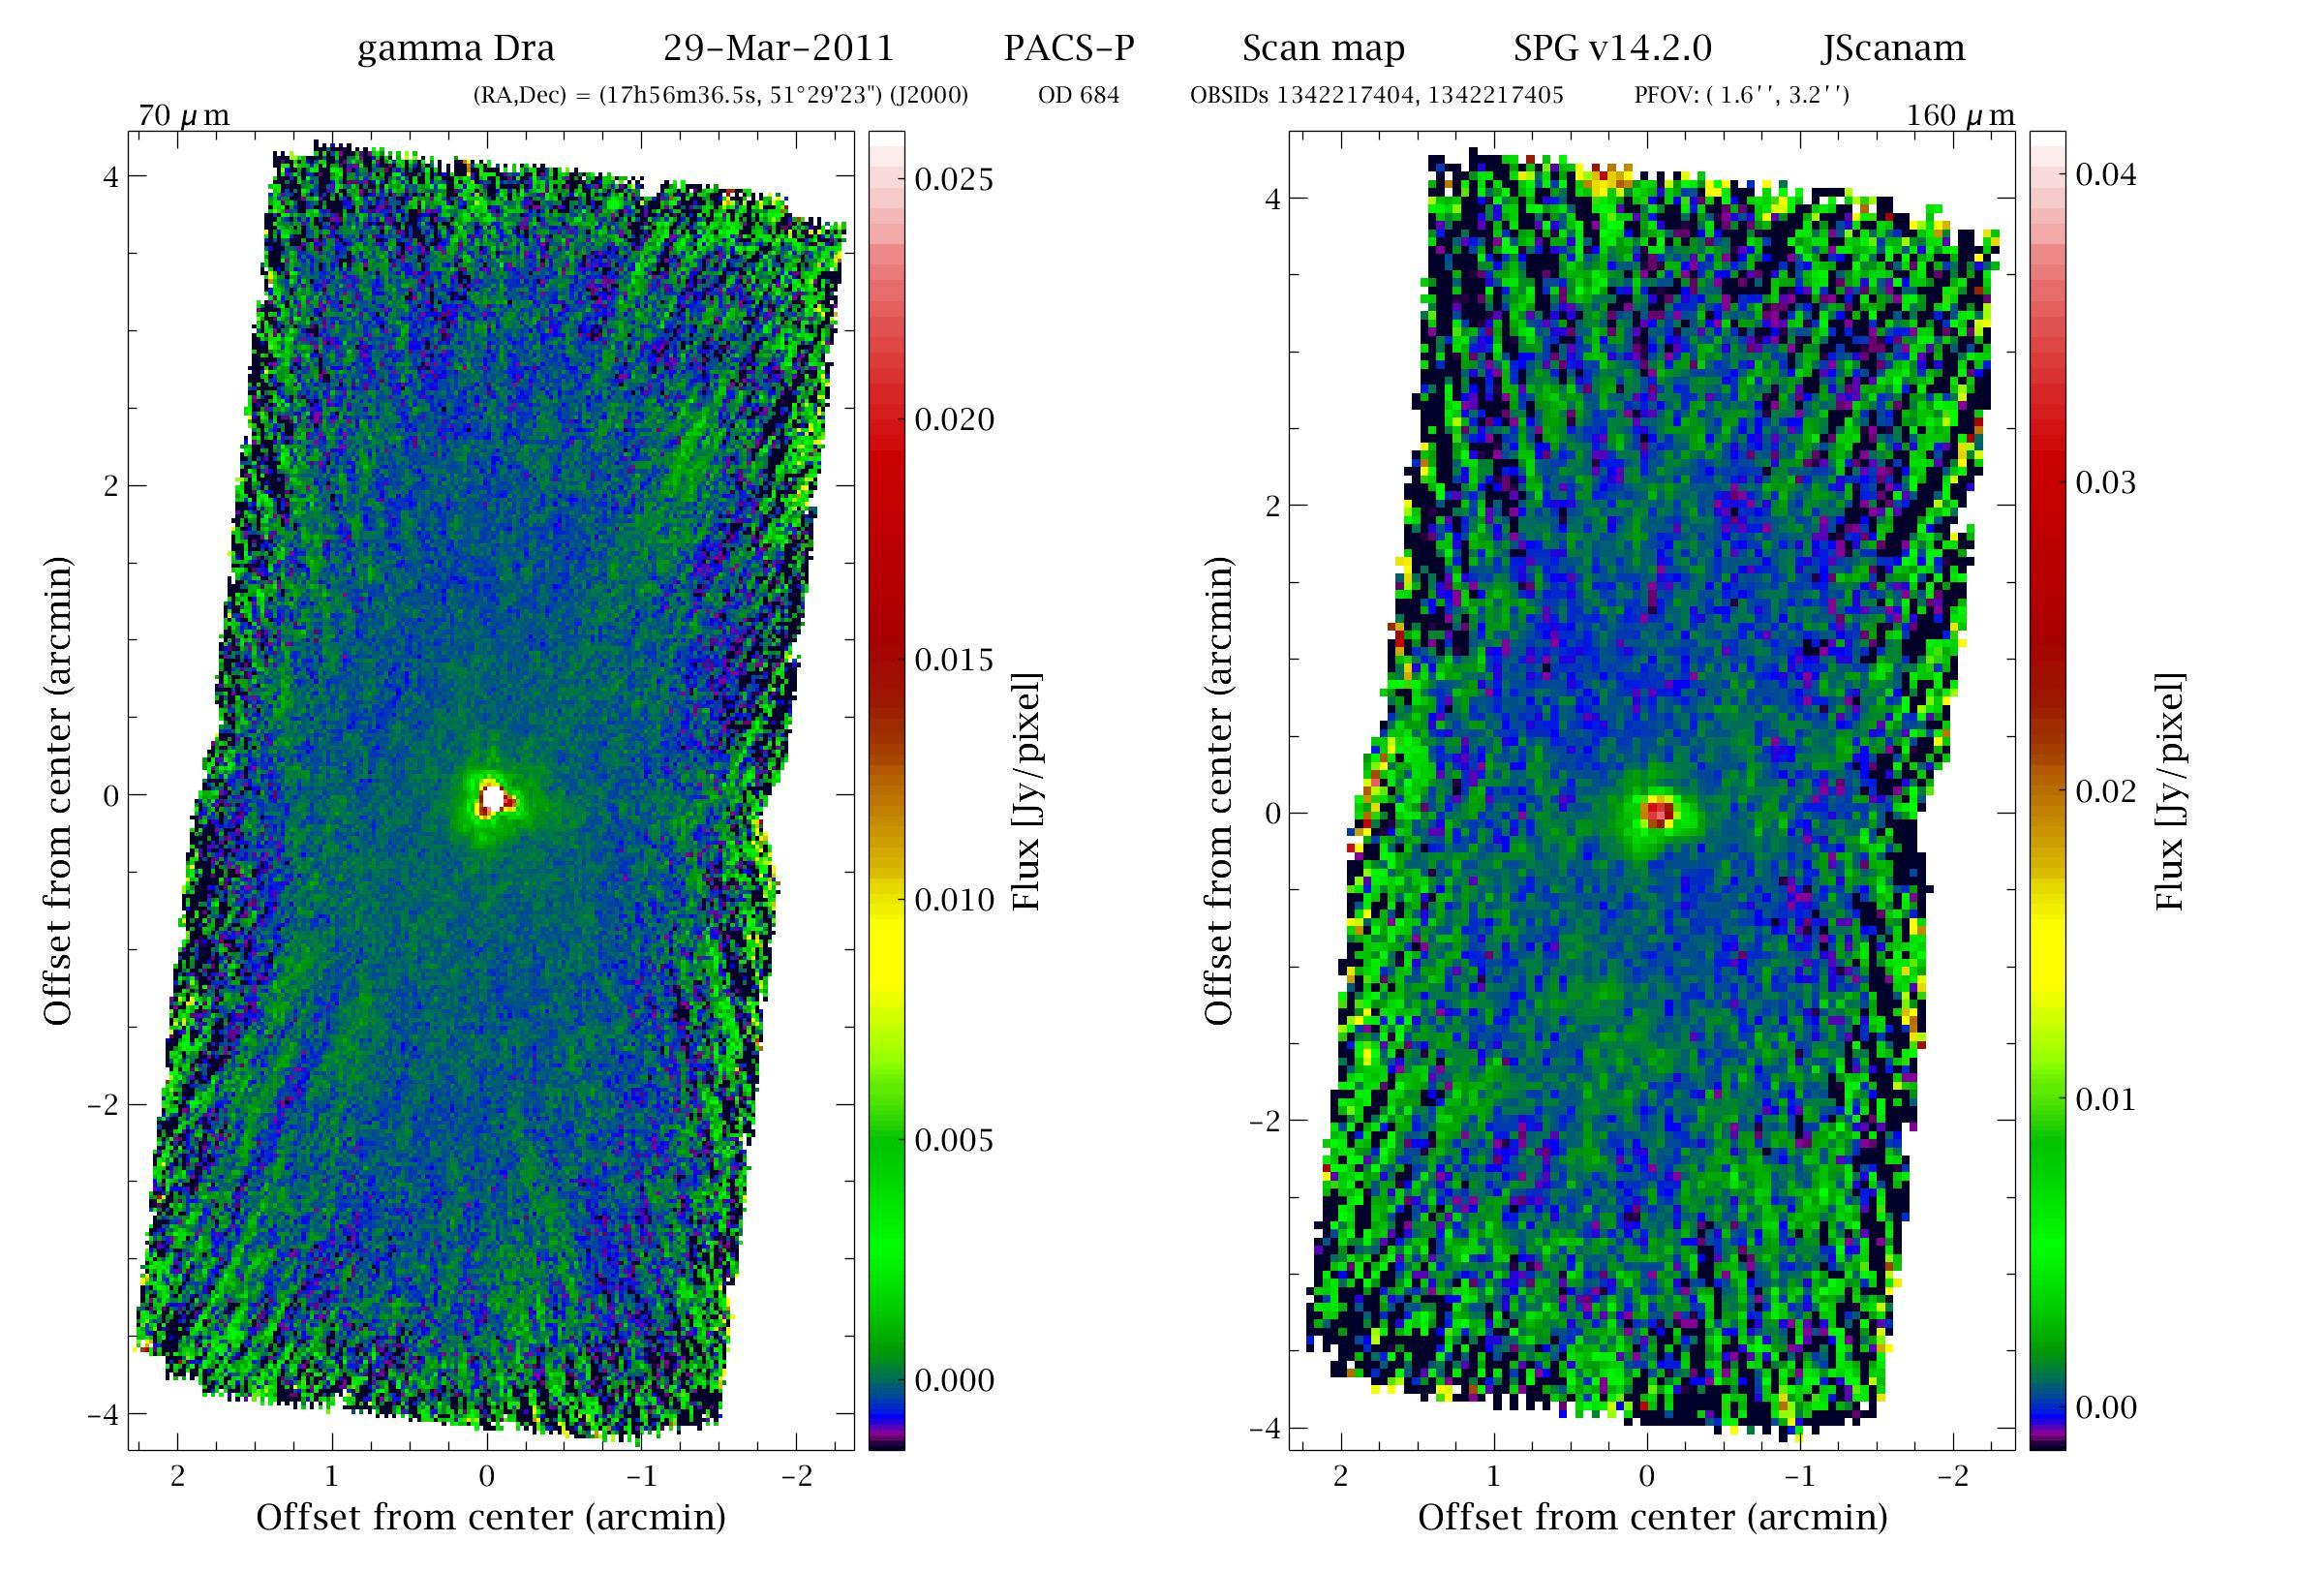 gamma Dra 29-Mar-2011 PACS-P Scan map SPG v14.2.0 JScanam
(RA,Dec) = (17h56m36.5s, 51°29'23") (J2000) OD 684 OBSIDs 1342217404, 1342217405 PFOV: ( 1.6′′, 3.2′′)
70 μm
160 μm
4
2
0
-2
-4
Offset from center (arcmin)
2 1 0 -1 -2
Offset from center (arcmin)
0.025
0.020
0.015
0.010
0.005
0.000
Flux [Jy/pixel]
4
2
0
-2
-4
Offset from center (arcmin)
2 1 0 -1 -2
Offset from center (arcmin)
0.04
0.03
0.02
0.01
0.00
Flux [Jy/pixel]